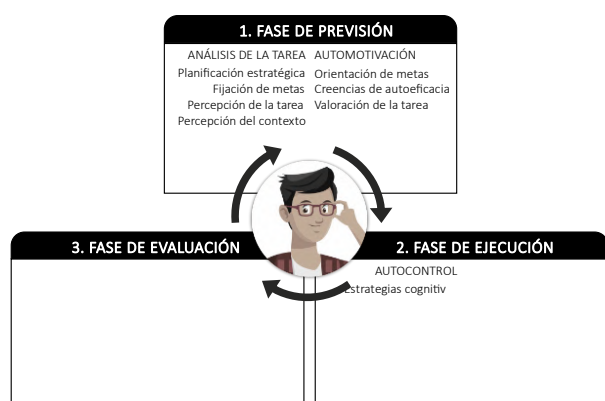 1. FASE DE PREVISIÓN
ANÁLISIS DE LA TAREA
Planificación estratégica
Fijación de metas
Percepción de la tarea
Percepción del contexto
AUTOMOTIVACIÓN
Orientación de metas
Creencias de autoeficacia
Valoración de la tarea
3. FASE DE EVALUACIÓN
2. FASE DE EJECUCIÓN
AUTOCONTROL
Estrategias cognitiv